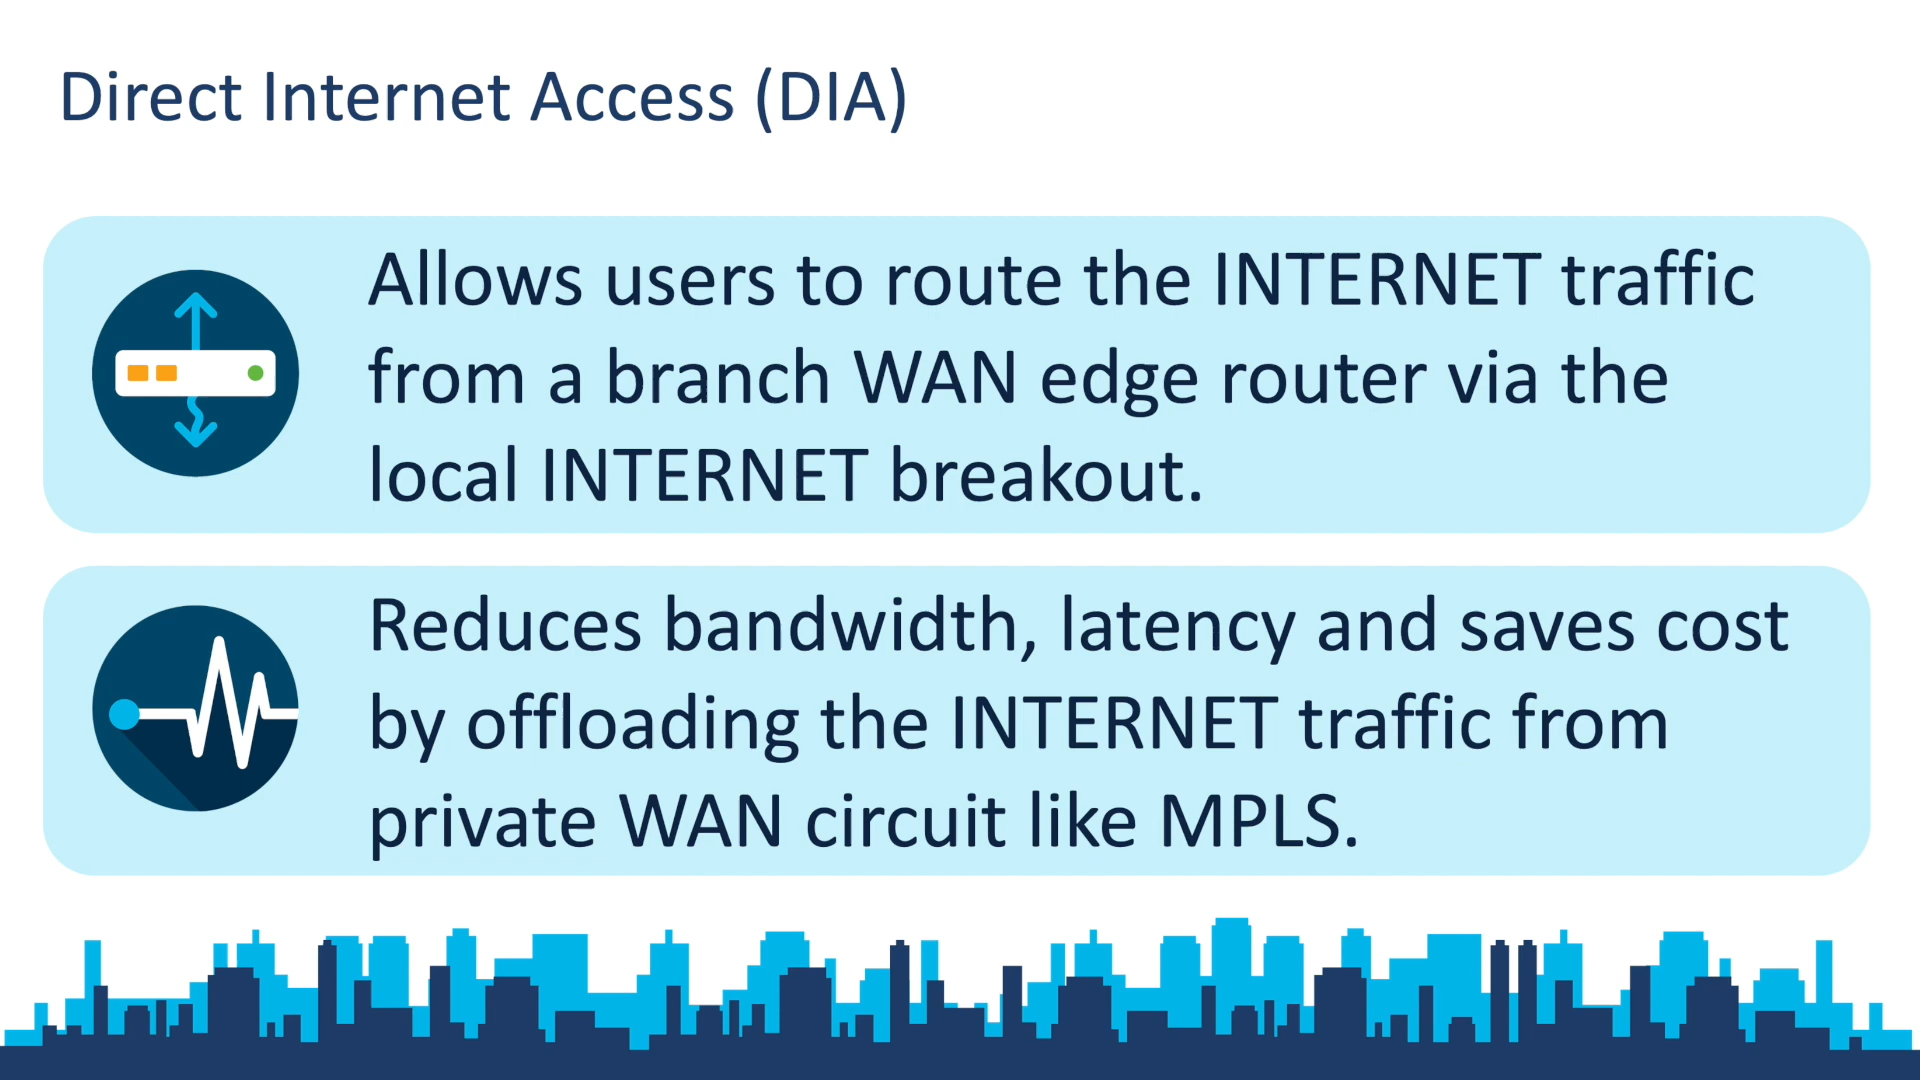 Direct Internet Access (DIA)
Allows users to route the INTERNET traffic
from a branch WAN edge router via the
local INTERNET breakout.
Reduces bandwidth, latency and saves cost
by offloading the INTERNET traffic from
private WAN circuit like MPLS.